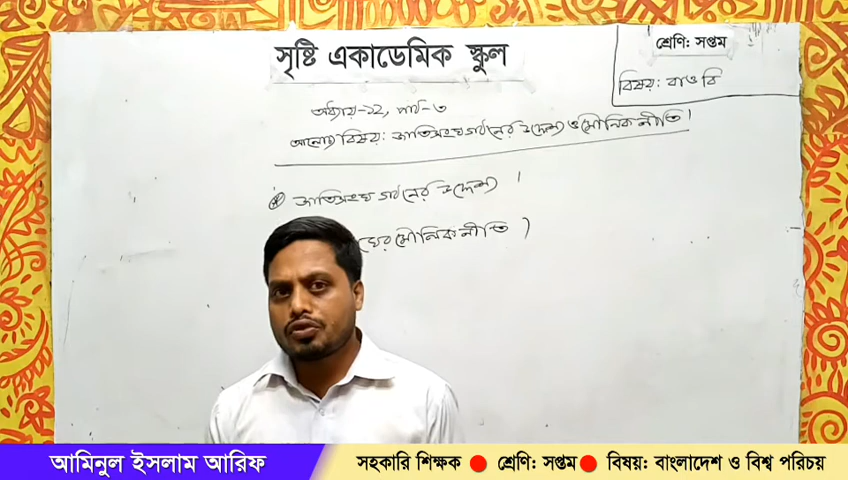 সৃষ্টি একাডেমিক স্কুল
শ্রেণি: সপ্তম
বিষয়: বাওবি
অধ্যায়-১২, পাঠ-৩
আলোচ্য বিষয়: জাতিসংঘ গঠনের উদ্দেশ্য ও মৌলিক নীতি।
জাতিসংঘ গঠনের উদ্দেশ্য।
ঘের মৌলিক নীতি।
আমিনুল ইসলাম আরিফ
সহকারি শিক্ষক শ্রেণি: সপ্তম বিষয়: বাংলাদেশ ও বিশ্ব পরিচয়